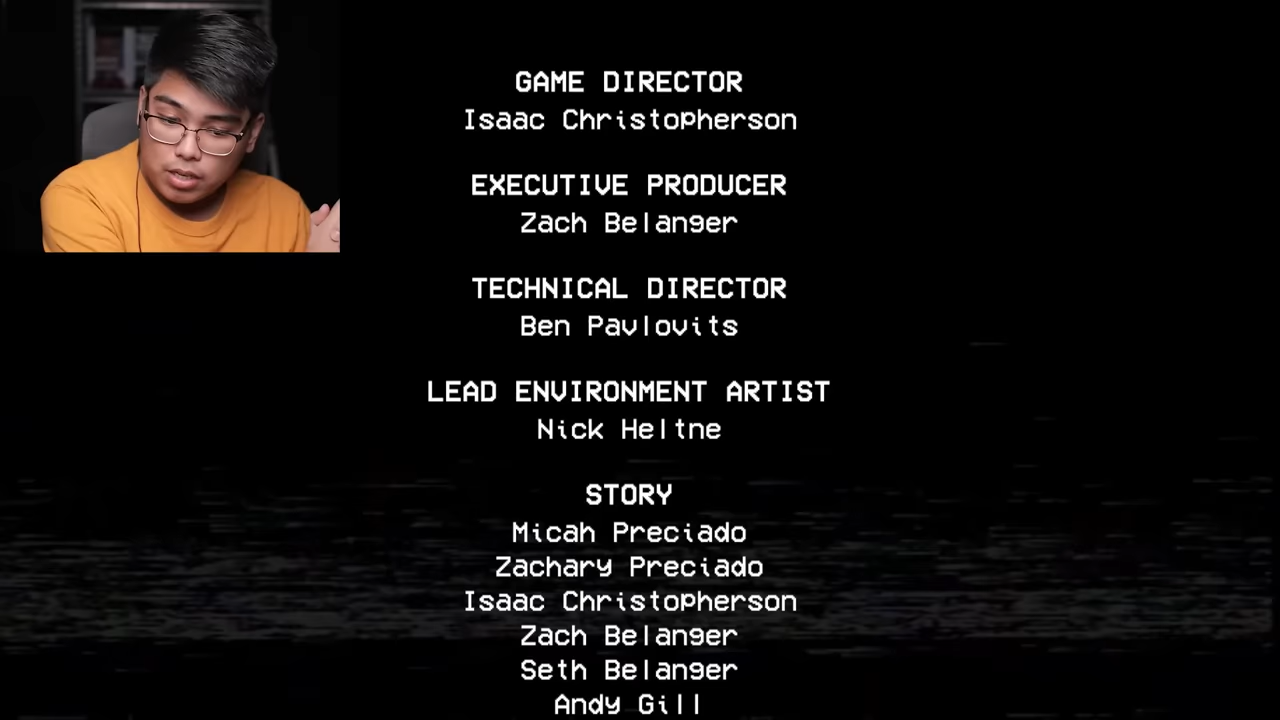 GAME DIRECTOR
Isaac Christopherson
EXECUTIVE PRODUCER
Zach Belanger
TECHNICAL DIRECTOR
Ben Pavlovits
LEAD ENVIRONMENT ARTIST
Nick Heltne
STORY
Micah Preciado
Zachary Preciado
Isaac Christopherson
Zach Belanger
Seth Belanger
Andy Gill